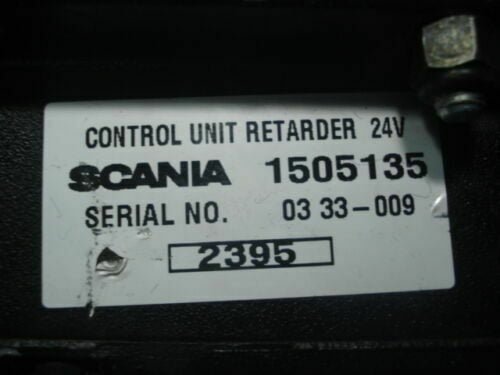 CONTROL UNIT RETARDER 24V
SCANIA 1505135
SERIAL NO. 03 33-009
2395